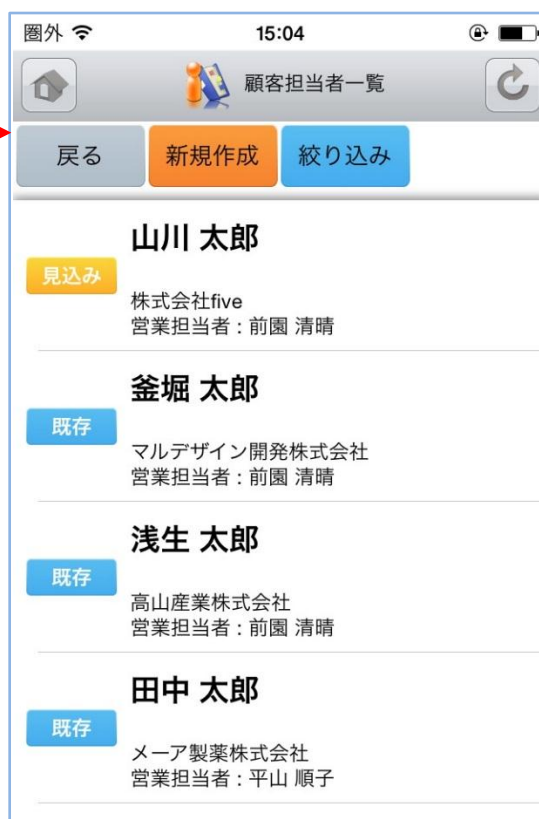 圏外 15:04
顧客担当者一覧
戻る 新規作成 絞り込み
山川 太郎
見込み
株式会社five
営業担当者：前園 清晴
釜堀 太郎
既存
マルデザイン開発株式会社
営業担当者：前園 清晴
浅生 太郎
既存
高山産業株式会社
営業担当者：前園 清晴
田中 太郎
既存
メーア製薬株式会社
営業担当者：平山 順子